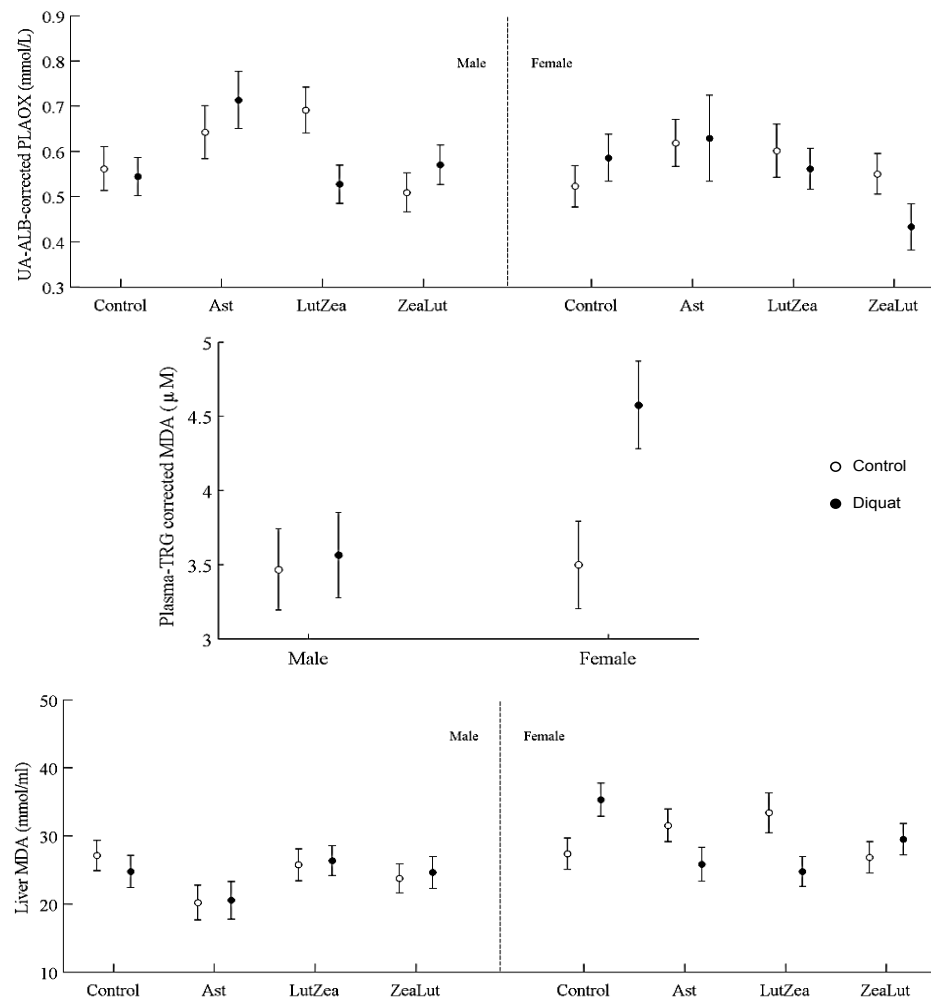 UA-ALB-corrected PLAOX (mmol/L)
0.9
0.8
0.7
0.6
0.5
0.4
0.3
Male
Female
Control Ast LutZea ZeaLut Control Ast LutZea ZeaLut
Plasma-TRG corrected MDA (μM)
5
4.5
4
3.5
3
Male Female
Control
Diquat
Liver MDA (mmol/ml)
50
40
30
20
10
Male
Female
Control Ast LutZea ZeaLut Control Ast LutZea ZeaLut